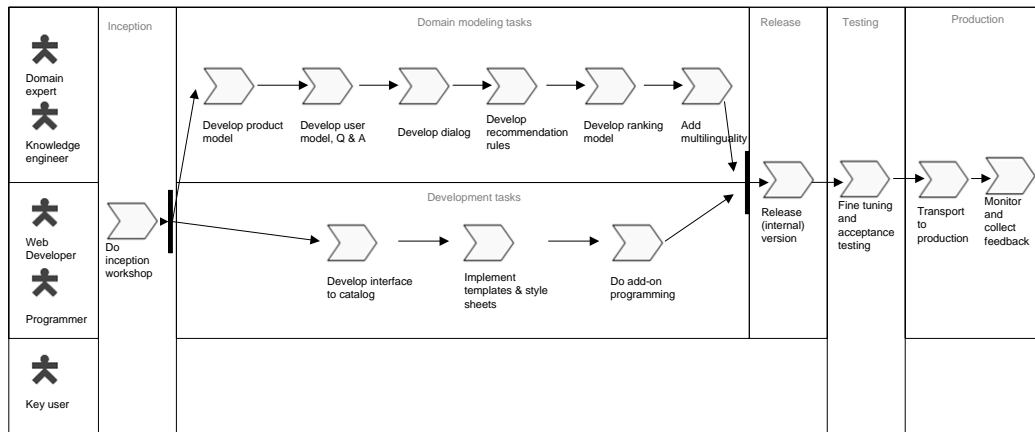 Inception
Domain modeling tasks
Release
Testing
Production
Domain
expert
Knowledge
engineer
Develop product
model
Develop user
model, Q & A
Develop dialog
Develop
recommendation
rules
Develop ranking
model
Add
multilinguality
Development tasks
Web
Developer
Programmer
Do
inception
workshop
Develop interface
to catalog
Implement
templates & style
sheets
Do add-on
programming
Release
(internal)
version
Fine tuning
and
acceptance
testing
Transport
to
production
Monitor
and
collect
feedback
Key user